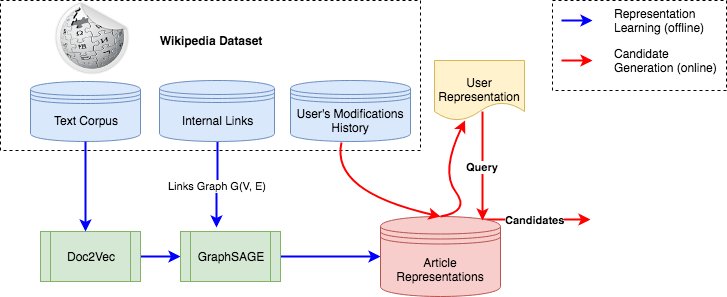 Wikipedia Dataset
Representation
Learning (offline)
Candidate
Generation (online)
Text Corpus
Internal Links
User's Modifications
History
User
Representation
Links Graph G(V, E)
Query
Candidates
Doc2Vec
GraphSAGE
Article
Representations